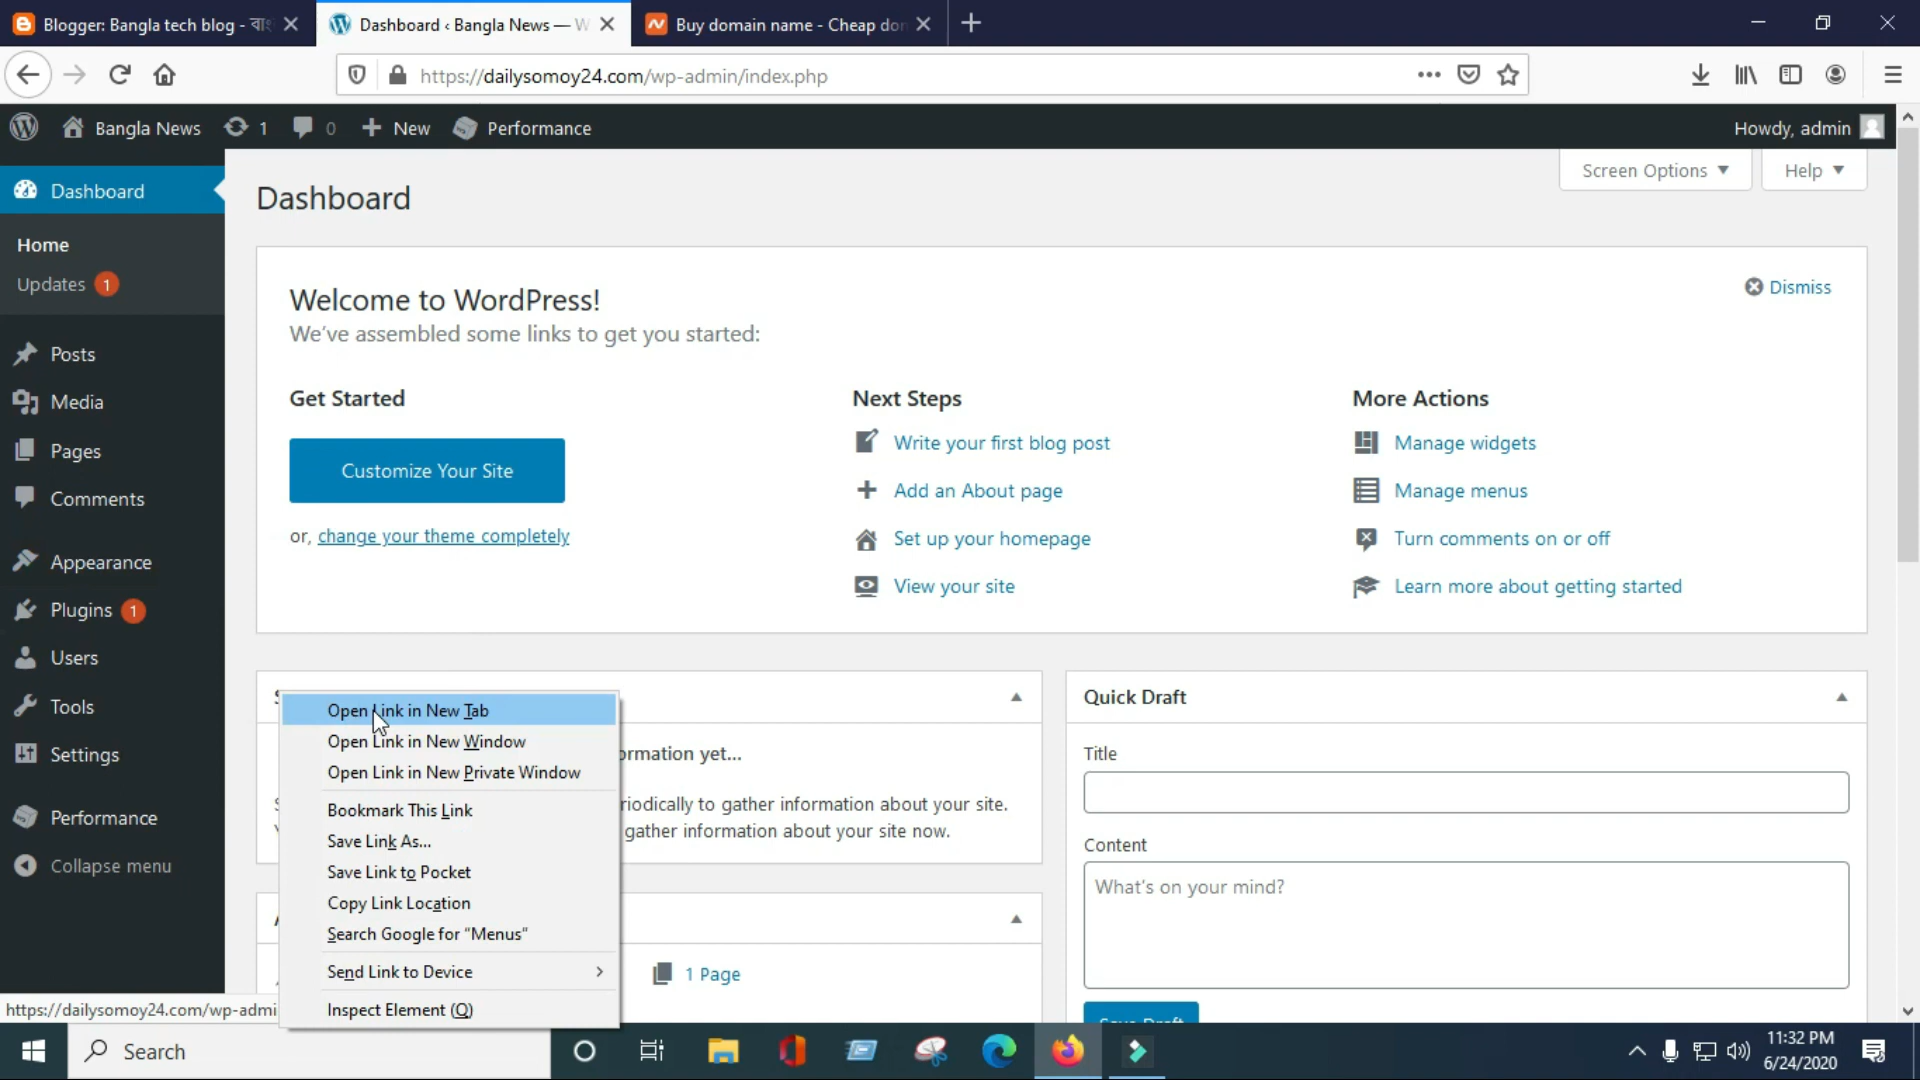 Blogger: Bangla tech blog - বাং
Dashboard ‹ Bangla News — W
Buy domain name - Cheap dor
https://dailysomoy24.com/wp-admin/index.php
Bangla News
1
0
New
Performance
Howdy, admin
Dashboard
Home
Updates 1
Posts
Media
Pages
Comments
Appearance
Plugins 1
Users
Tools
Settings
Performance
Collapse menu
Screen Options
Help
Dashboard
Welcome to WordPress!
We've assembled some links to get you started:
Dismiss
Get Started
Customize Your Site
or, change your theme completely
Next Steps
Write your first blog post
Add an About page
Set up your homepage
View your site
More Actions
Manage widgets
Manage menus
Turn comments on or off
Learn more about getting started
Open Link in New Tab
Open Link in New Window
Open Link in New Private Window
Bookmark This Link
Save Link As...
Save Link to Pocket
Copy Link Location
Search Google for “Menus”
Send Link to Device
Inspect Element (Q)
ormation yet...
riodically to gather information about your site.
gather information about your site now.
1 Page
Quick Draft
Title
Content
What's on your mind?
Save Draft
https://dailysomoy24.com/wp-admi
Search
11:32 PM
6/24/2020